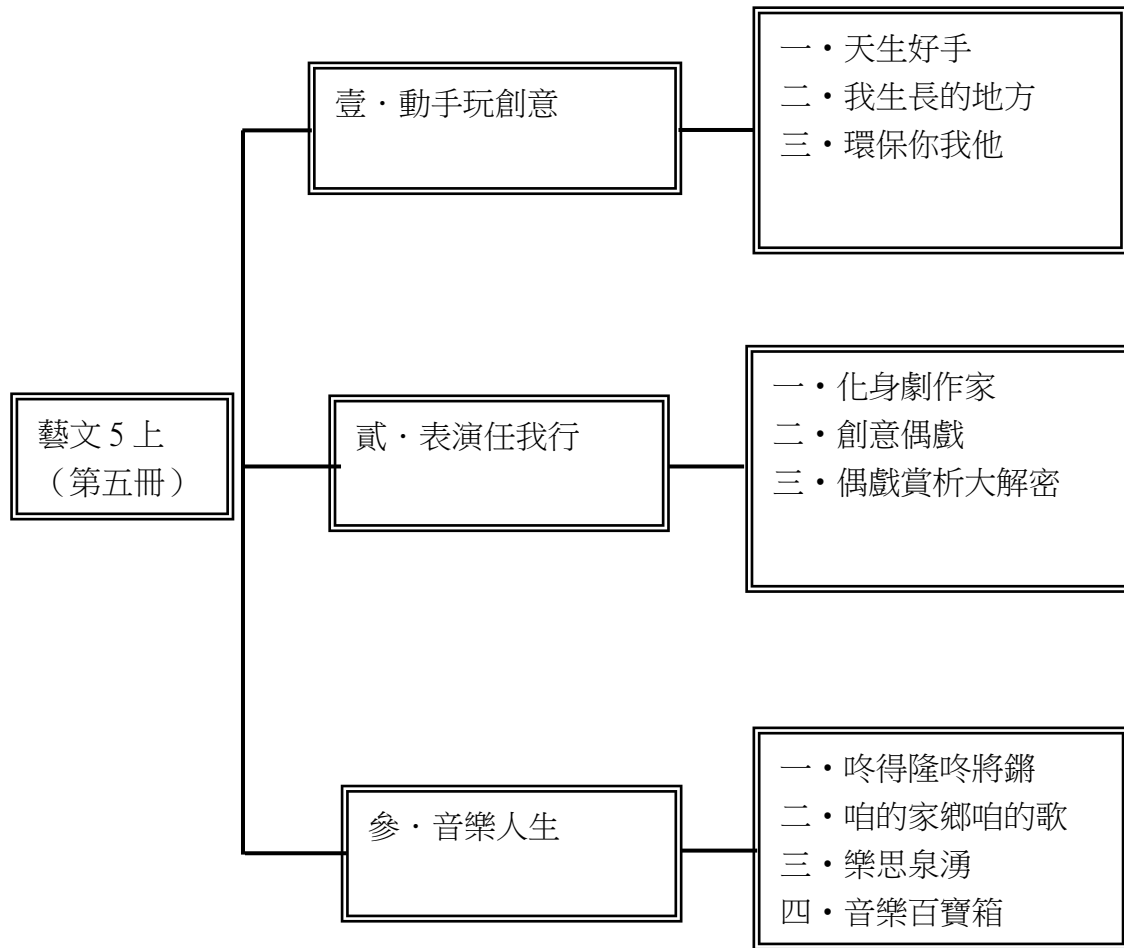 藝文 5 上
（第五冊）
壹．動手玩創意
一・天生好手
二・我生長的地方
三・環保你我他
貳．表演任我行
一・化身劇作家
二・創意偶戲
三・偶戲賞析大解密
參．音樂人生
一・咚得隆咚將鏘
二・咱的家鄉咱的歌
三・樂思泉湧
四・音樂百寶箱